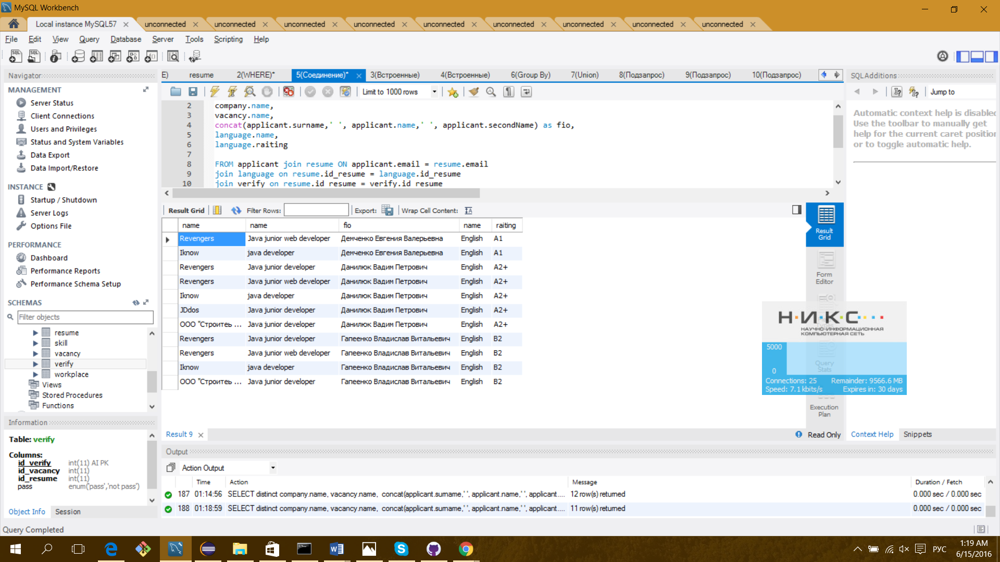 MySQL Workbench
Local instance MySQL57
unconnected unconnected unconnected unconnected unconnected unconnected unconnected unconnected unconnected
File Edit View Query Database Server Tools Scripting Help
Navigator
MANAGEMENT
Server Status
Client Connections
Users and Privileges
Status and System Variables
Data Export
Data Import/Restore
INSTANCE
Startup / Shutdown
Server Logs
Options File
PERFORMANCE
Dashboard
Performance Reports
Performance Schema Setup
SCHEMAS
Filter objects
resume
skill
vacancy
verify
workplace
Views
Stored Procedures
Functions
Information
Table: verify
Columns:
id_verify int(11) AI PK
id_vacancy int(11)
id_resume int(11)
pass enum('pass','not pass')
Object Info Session
Query Completed
E) resume 2(WHERE)* 5(Соединение)* 3(Встроенные) 4(Встроенные) 6(Group By) 7(Union) 8(Подзапрос) 9(Подзапрос) 10(Подзапрос)
Limit to 1000 rows
2 company.name,
3 vacancy.name,
4 concat(applicant.surname,' ', applicant.name,' ', applicant.secondName) as fio,
5 language.name,
6 language.raiting
7
8 FROM applicant join resume ON applicant.email = resume.email
9 join language on resume.id_resume = language.id_resume
10 join verify on resume.id_resume = verify.id_resume
Result Grid Filter Rows: Export: Wrap Cell Content:
name name fio name raiting
Revengers Java junior web developer Демченко Евгения Валерьевна English A1
Iknow java developer Демченко Евгения Валерьевна English A1
Revengers Java junior developer Данилюк Вадим Петрович English A2+
Revengers Java junior web developer Данилюк Вадим Петрович English A2+
Iknow java developer Данилюк Вадим Петрович English A2+
JDdos Java junior developer Данилюк Вадим Петрович English A2+
ООО "Строитеь ... Java junior developer Данилюк Вадим Петрович English A2+
Revengers Java junior developer Гапеенко Владислав Витальевич English B2
Revengers Java junior web developer Гапеенко Владислав Витальевич English B2
Iknow java developer Гапеенко Владислав Витальевич English B2
ООО "Строитеь ... Java junior developer Гапеенко Владислав Витальевич English B2
Result
Grid
Form
Editor
Query
Stats
Execution
Plan
Н·И·К·С
НАУЧНО-ИНФОРМАЦИОННАЯ
КОМПЬЮТЕРНАЯ СЕТЬ
5000
0
Connections: 25 Remainder: 9566.6 MB
Speed: 7.1 kbits/s Expires in: 30 days
Result 9
Read Only
SQLAdditions
Jump to
Automatic context help is disabled.
Use the toolbar to manually get
help for the current caret position
or to toggle automatic help.
Context Help Snippets
Output
Action Output
Time Action Message Duration / Fetch
187 01:14:56 SELECT distinct company.name, vacancy.name, concat(applicant.surname,' ', applicant.name,' ', applicant.... 12 row(s) returned 0.000 sec / 0.000 sec
188 01:18:59 SELECT distinct company.name, vacancy.name, concat(applicant.surname,' ', applicant.name,' ', applicant.... 11 row(s) returned 0.000 sec / 0.000 sec
РУС
1:19 AM
6/15/2016